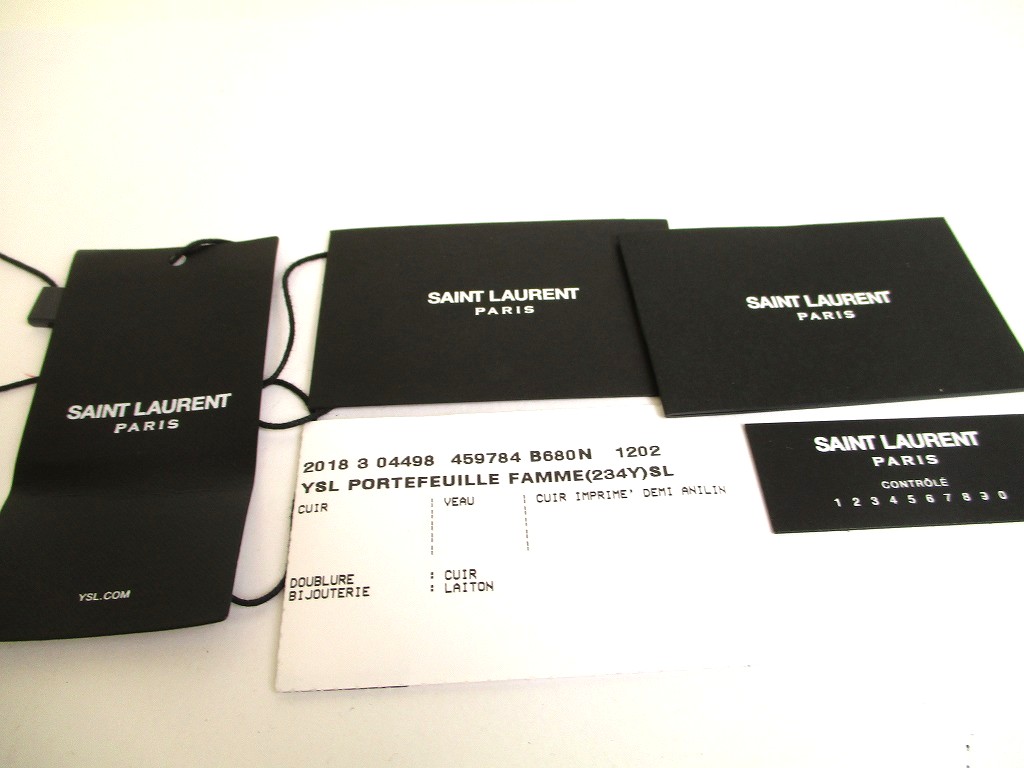 SAINT LAURENT
PARIS
YSL.COM
SAINT LAURENT
PARIS
SAINT LAURENT
PARIS
2018 3 04498 459784 B680N 1202
YSL PORTEFEUILLE FAMME(234Y)SL
CUIR VEAU CUIR IMPRIME' DEMI ANILIN
DOUBLURE : CUIR
BIJOUTERIE : LAITON
SAINT LAURENT
PARIS
CONTRÔLÉ
1 2 3 4 5 6 7 8 3 0